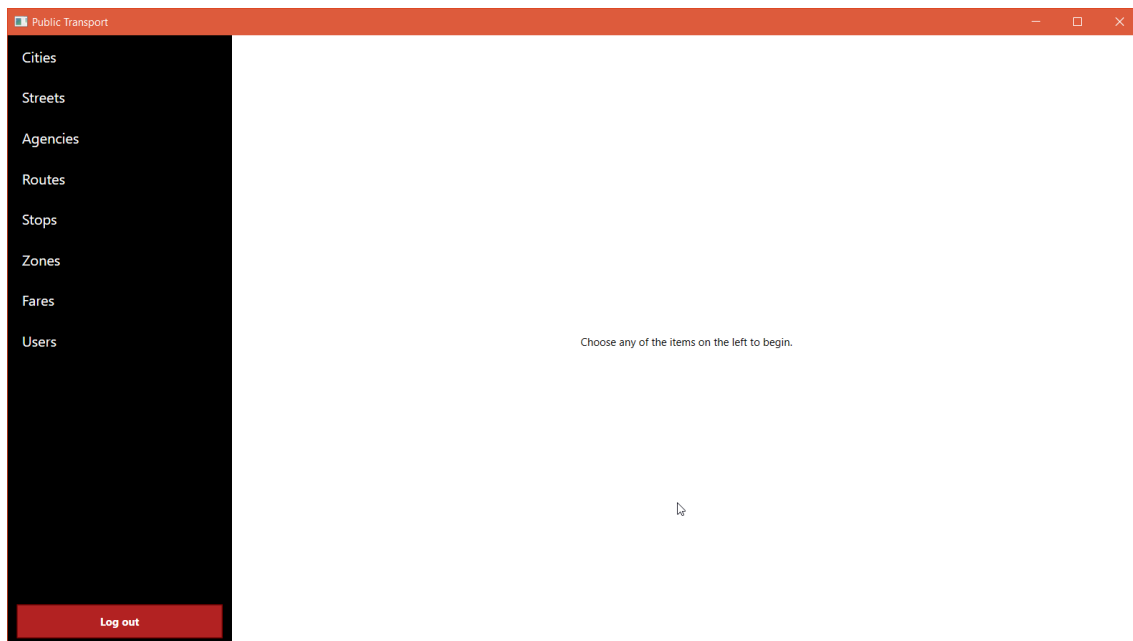 Public Transport
Cities
Streets
Agencies
Routes
Stops
Zones
Fares
Users
Choose any of the items on the left to begin.
Log out